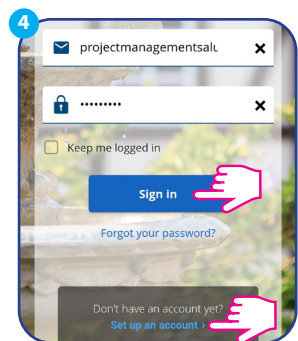 4
projectmanagementsalu
•••••••••
Keep me logged in
Sign in
Forgot your password?
Don't have an account yet?
Set up an account >